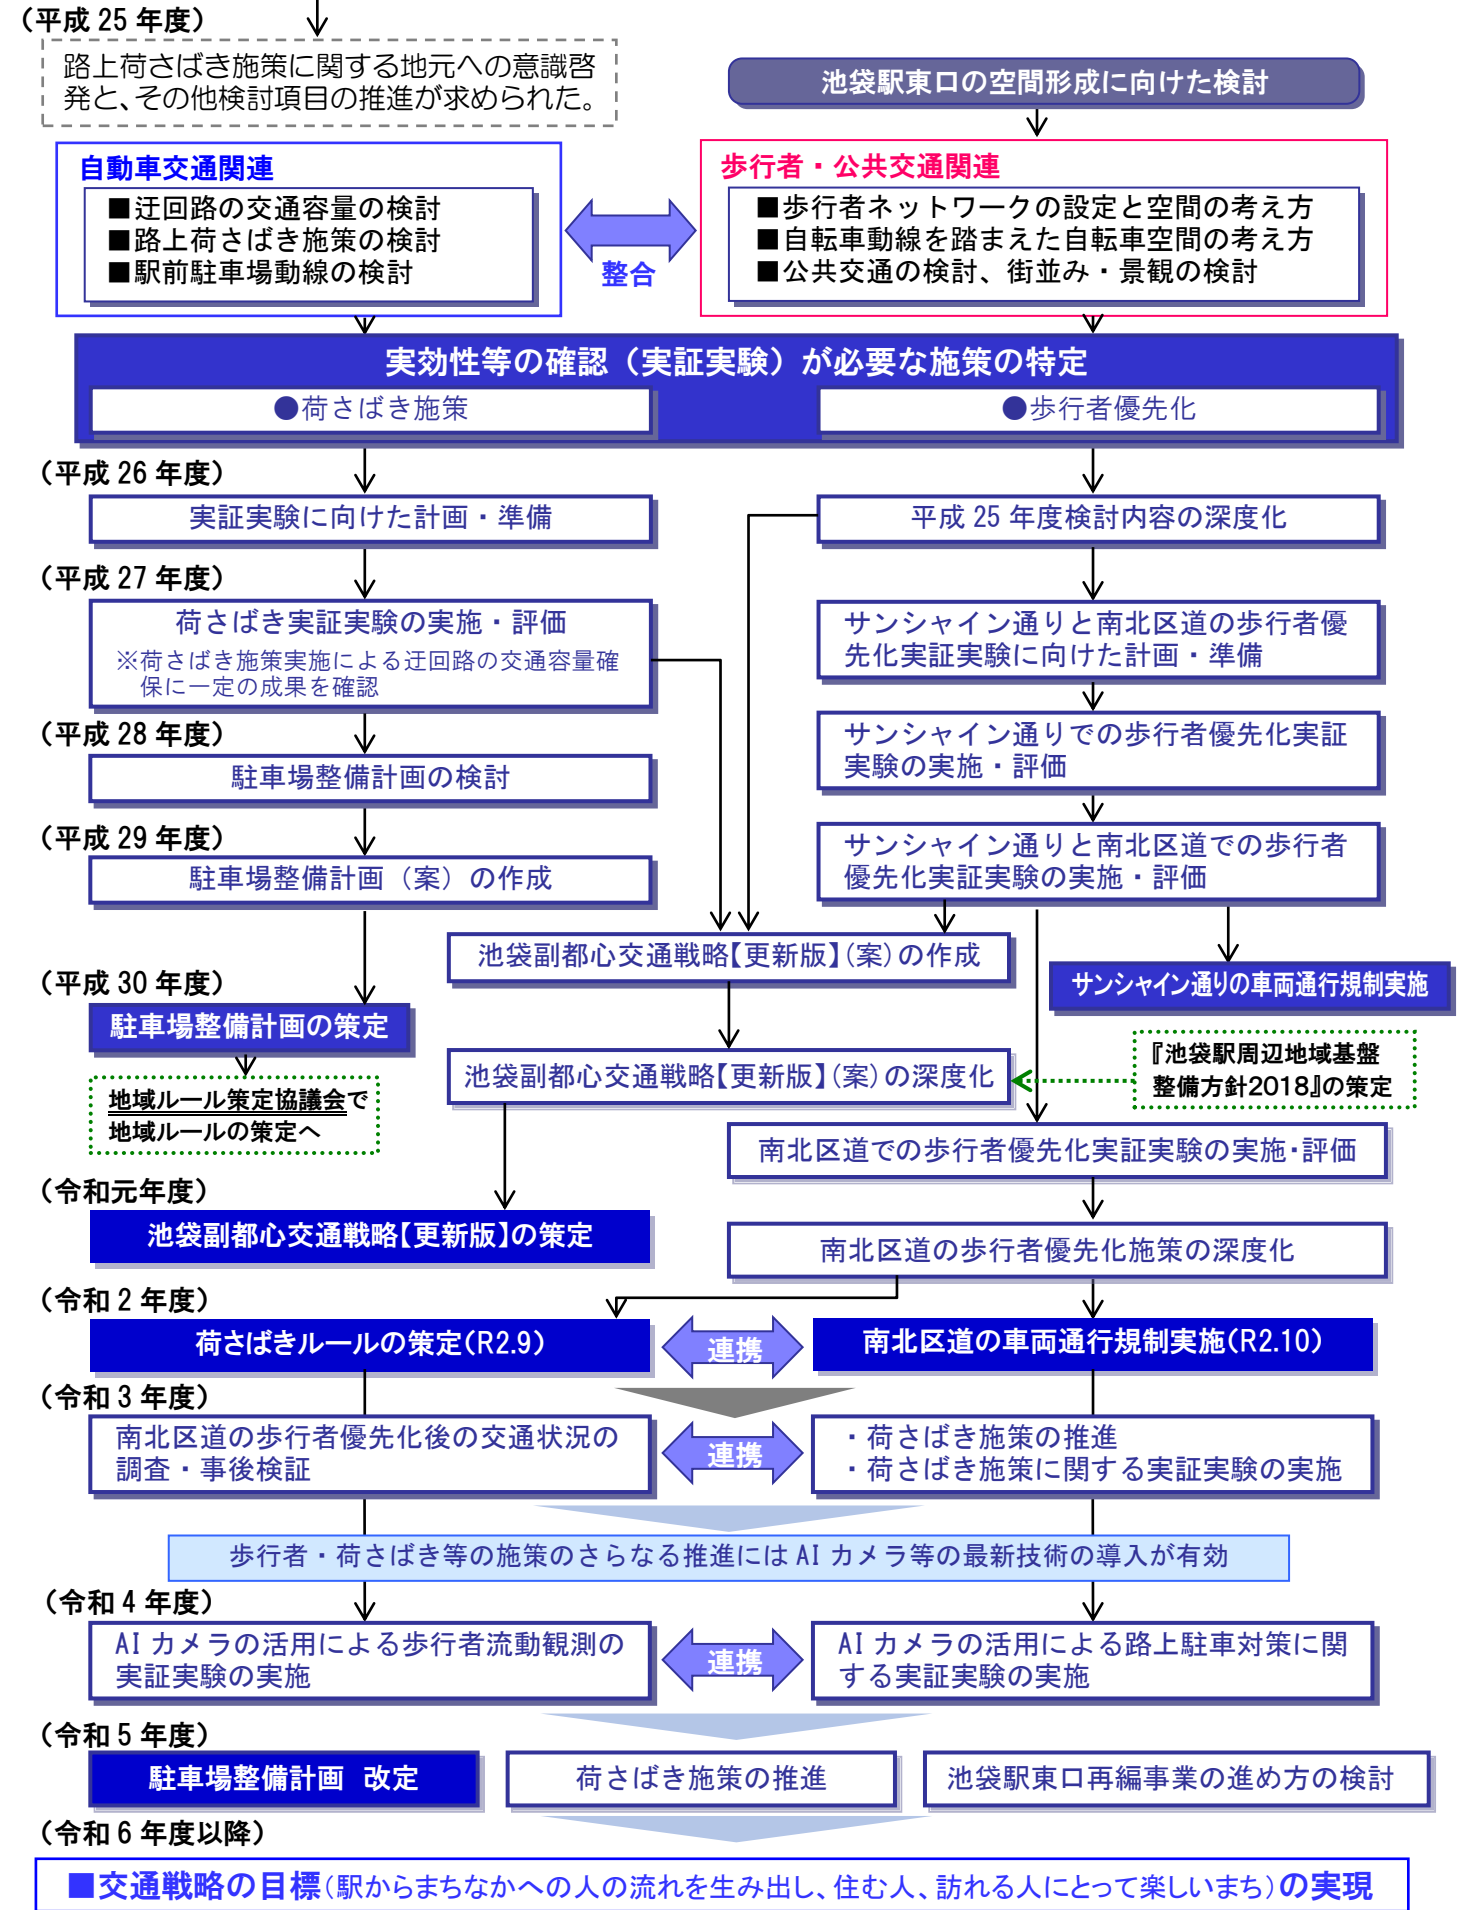 （平成25年度）
路上荷さばき施策に関する地元への意識啓
発と、その他検討項目の推進が求められた。
池袋駅東口の空間形成に向けた検討
自動車交通関連
■迂回路の交通容量の検討
■路上荷さばき施策の検討
■駅前駐車場動線の検討
整合
歩行者・公共交通関連
■歩行者ネットワークの設定と空間の考え方
■自転車動線を踏まえた自転車空間の考え方
■公共交通の検討、街並み・景観の検討
実効性等の確認（実証実験）が必要な施策の特定
●荷さばき施策
●歩行者優先化
（平成26年度）
実証実験に向けた計画・準備
平成25年度検討内容の深度化
（平成27年度）
荷さばき実証実験の実施・評価
※荷さばき施策実施による迂回路の交通容量確
保に一定の成果を確認
サンシャイン通りと南北区道の歩行者優
先化実証実験に向けた計画・準備
（平成28年度）
駐車場整備計画の検討
サンシャイン通りでの歩行者優先化実証
実験の実施・評価
（平成29年度）
駐車場整備計画（案）の作成
サンシャイン通りと南北区道での歩行者
優先化実証実験の実施・評価
池袋副都心交通戦略【更新版】（案）の作成
サンシャイン通りの車両通行規制実施
（平成30年度）
駐車場整備計画の策定
地域ルール策定協議会で
地域ルールの策定へ
池袋副都心交通戦略【更新版】（案）の深度化
『池袋駅周辺地域基盤
整備方針2018』の策定
南北区道での歩行者優先化実証実験の実施・評価
（令和元年度）
池袋副都心交通戦略【更新版】の策定
南北区道の歩行者優先化施策の深度化
（令和2年度）
荷さばきルールの策定(R2.9)
連携
南北区道の車両通行規制実施(R2.10)
（令和3年度）
南北区道の歩行者優先化後の交通状況の
調査・事後検証
連携
・荷さばき施策の推進
・荷さばき施策に関する実証実験の実施
歩行者・荷さばき等の施策のさらなる推進にはAIカメラ等の最新技術の導入が有効
（令和4年度）
AIカメラの活用による歩行者流動観測の
実証実験の実施
連携
AIカメラの活用による路上駐車対策に関
する実証実験の実施
（令和5年度）
駐車場整備計画　改定
荷さばき施策の推進
池袋駅東口再編事業の進め方の検討
（令和6年度以降）
■交通戦略の目標（駅からまちなかへの人の流れを生み出し、住む人、訪れる人にとって楽しいまち）の実現